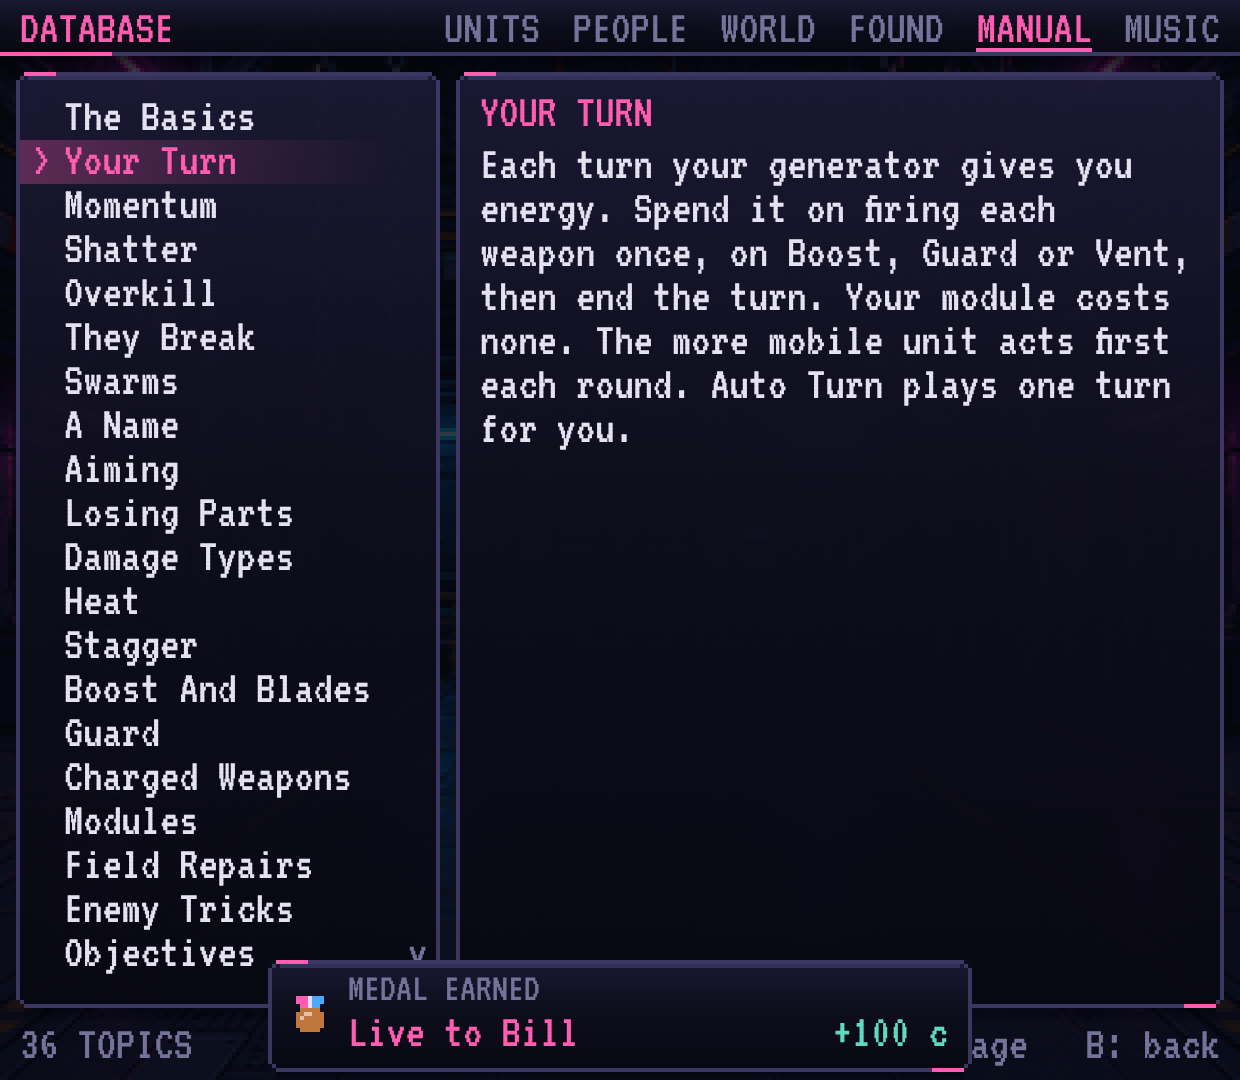 DATABASE UNITS PEOPLE WORLD FOUND MANUAL MUSIC
The Basics
> Your Turn
Momentum
Shatter
Overkill
They Break
Swarms
A Name
Aiming
Losing Parts
Damage Types
Heat
Stagger
Boost And Blades
Guard
Charged Weapons
Modules
Field Repairs
Enemy Tricks
Objectives
YOUR TURN
Each turn your generator gives you
energy. Spend it on firing each
weapon once, on Boost, Guard or Vent,
then end the turn. Your module costs
none. The more mobile unit acts first
each round. Auto Turn plays one turn
for you.
MEDAL EARNED
Live to Bill +100 c
36 TOPICS
B: back